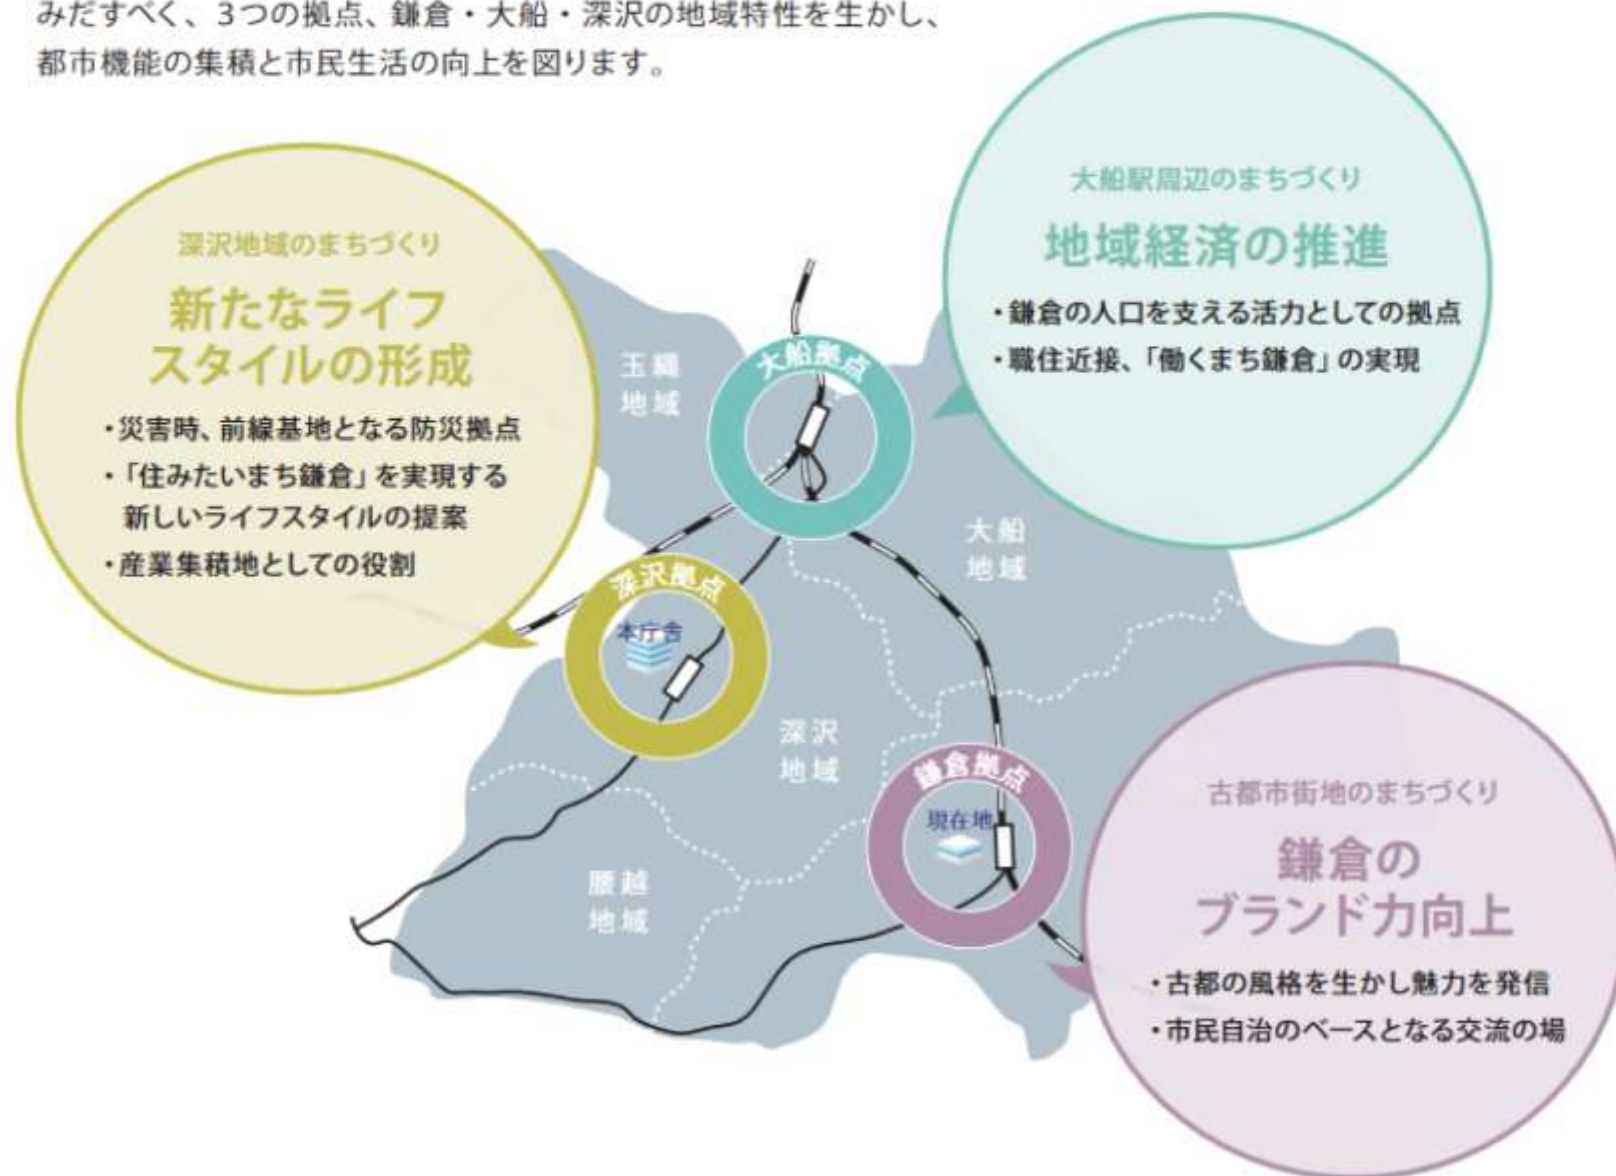 みだすべく、3つの拠点、鎌倉・大船・深沢の地域特性を生かし、
都市機能の集積と市民生活の向上を図ります。
大船駅周辺のまちづくり
地域経済の推進
・鎌倉の人口を支える活力としての拠点
・職住近接、「働くまち鎌倉」の実現
深沢地域のまちづくり
新たなライフ
スタイルの形成
・災害時、前線基地となる防災拠点
・「住みたいまち鎌倉」を実現する
新しいライフスタイルの提案
・産業集積地としての役割
玉縄
地域
大船拠点
大船
地域
深沢拠点
本庁舎
深沢
地域
鎌倉拠点
現在地
腰越
地域
古都市街地のまちづくり
鎌倉の
ブランド力向上
・古都の風格を生かし魅力を発信
・市民自治のベースとなる交流の場